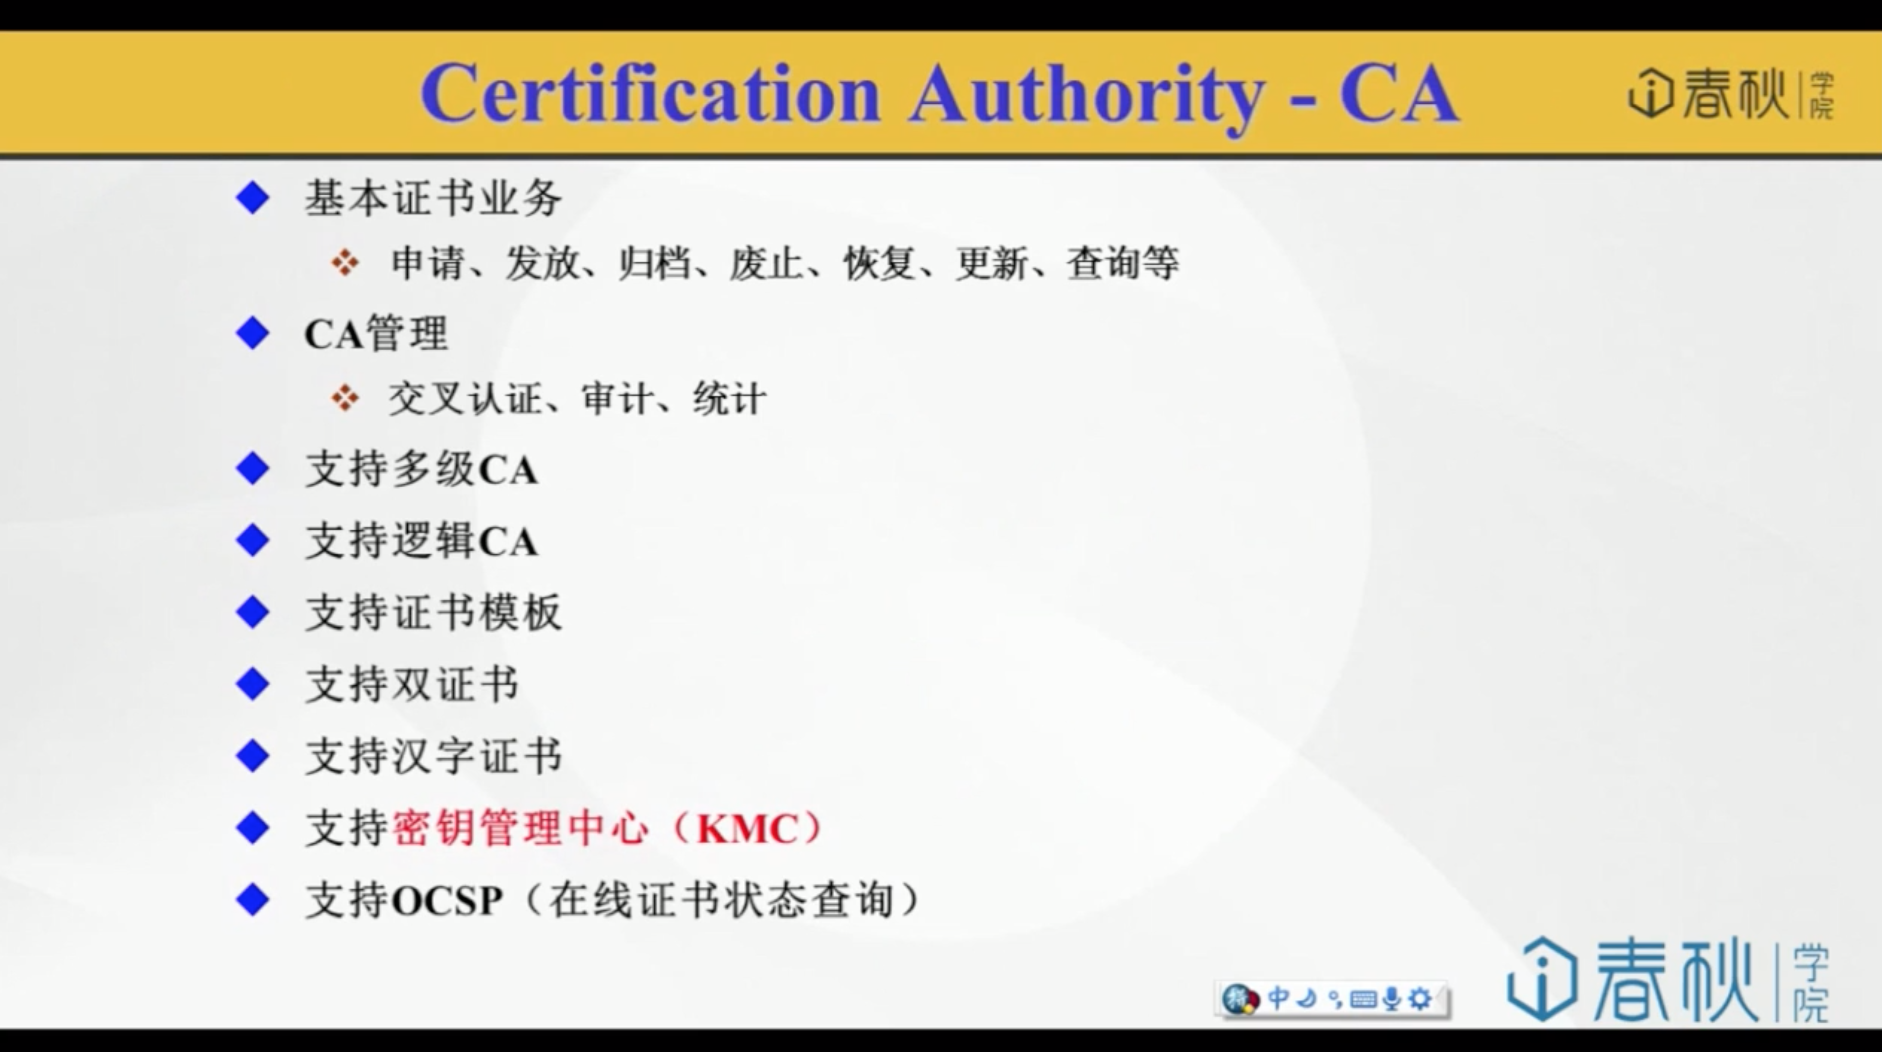 Certification Authority - CA
春秋学院
基本证书业务
申请、发放、归档、废止、恢复、更新、查询等
CA管理
交叉认证、审计、统计
支持多级CA
支持逻辑CA
支持证书模板
支持双证书
支持汉字证书
支持密钥管理中心（KMC）
支持OCSP（在线证书状态查询）
中
春秋学院